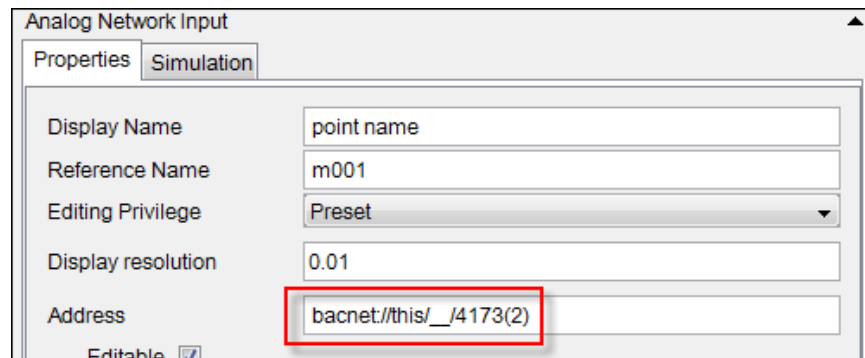 Analog Network Input
Properties Simulation
Display Name point name
Reference Name m001
Editing Privilege Preset
Display resolution 0.01
Address bacnet://this/__/4173(2)
Editable